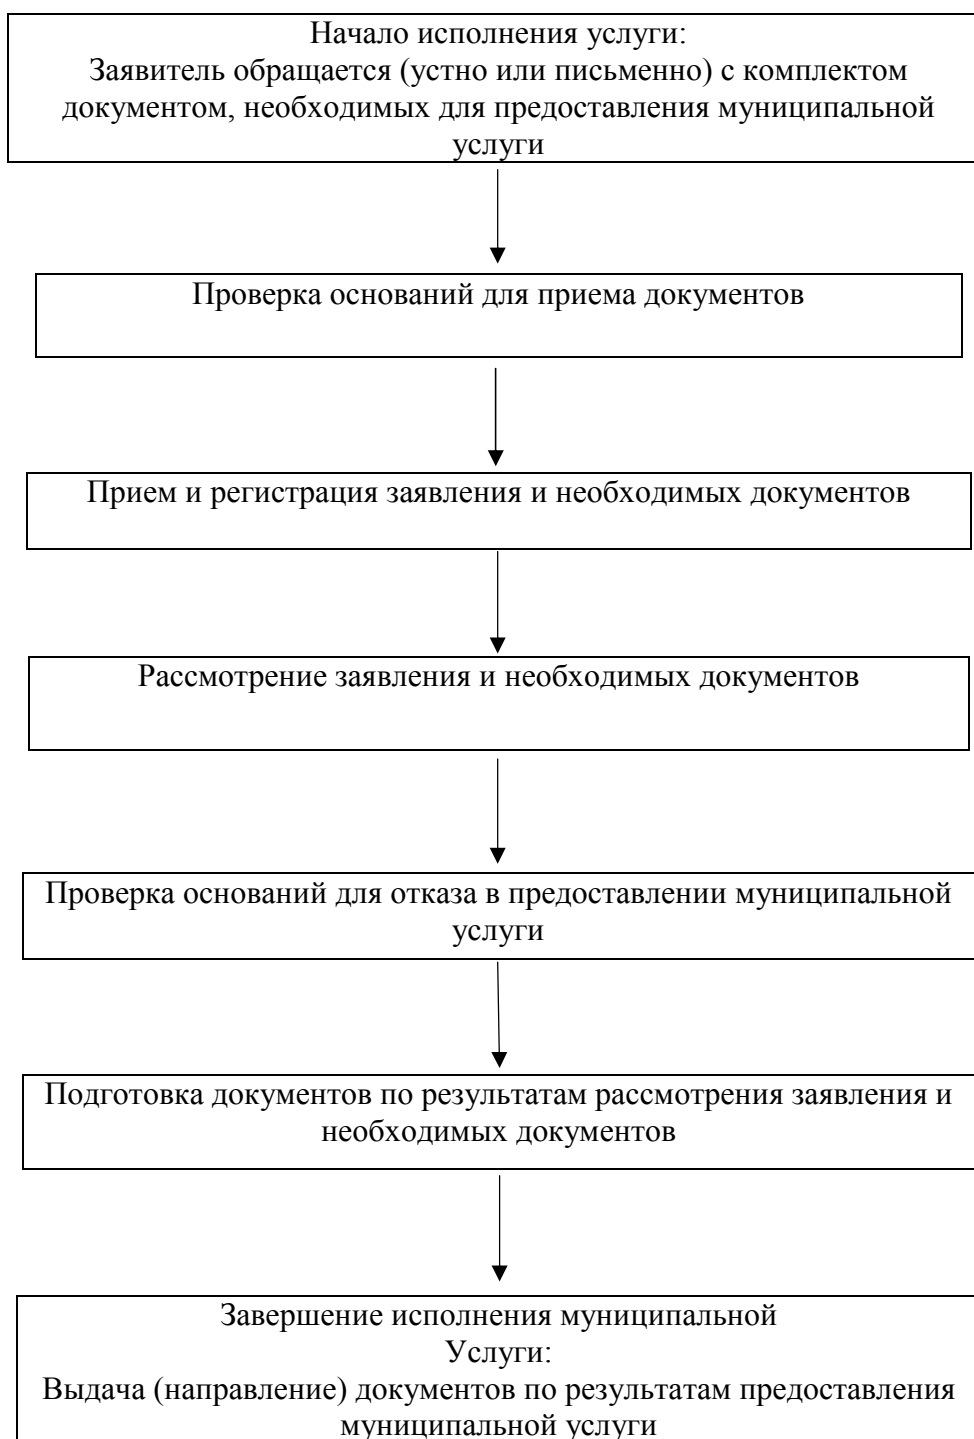 Начало исполнения услуги:
Заявитель обращается (устно или письменно) с комплектом
документом, необходимых для предоставления муниципальной
услуги
Проверка оснований для приема документов
Прием и регистрация заявления и необходимых документов
Рассмотрение заявления и необходимых документов
Проверка оснований для отказа в предоставлении муниципальной
услуги
Подготовка документов по результатам рассмотрения заявления и
необходимых документов
Завершение исполнения муниципальной
Услуги:
Выдача (направление) документов по результатам предоставления
муниципальной услуги